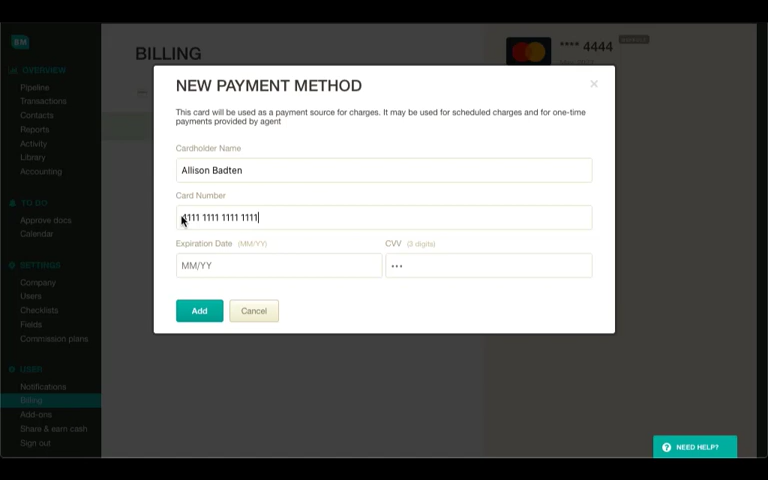 BM
OVERVIEW
Pipeline
Transactions
Contacts
Reports
Activity
Library
Accounting
TO DO
Approve docs
Calendar
SETTINGS
Company
Users
Checklists
Fields
Commission plans
USER
Notifications
Billing
Add-ons
Share & earn cash
Sign out
BILLING
**** 4444
NEW PAYMENT METHOD
×
This card will be used as a payment source for charges. It may be used for scheduled charges and for one-time
payments provided by agent
Cardholder Name
Allison Badten
Card Number
4111 1111 1111 1111
Expiration Date (MM/YY)
CVV (3 digits)
MM/YY
•••
Add
Cancel
NEED HELP?